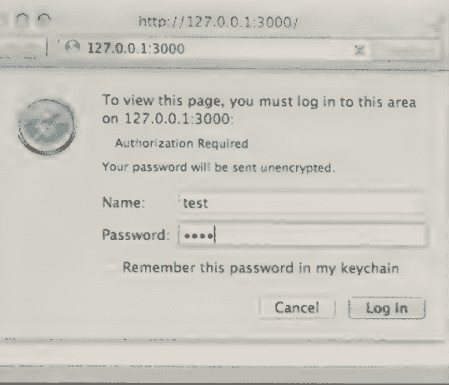 http://127.0.0.1:3000/
127.0.0.1:3000
To view this page, you must log in to this area
on 127.0.0.1:3000:
Authorization Required
Your password will be sent unencrypted.
Name: test
Password: ••••
Remember this password in my keychain
Cancel Log In